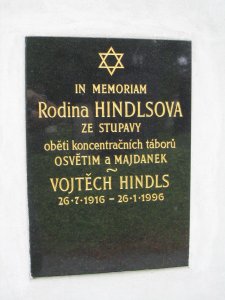 IN MEMORIAM
Rodina HINDLSOVA
ZE STUPAVY
oběti koncentračních táborů
OSVĚTIM a MAJDANEK
~
VOJTĚCH HINDLS
26·7·1916 – 26·1·1996